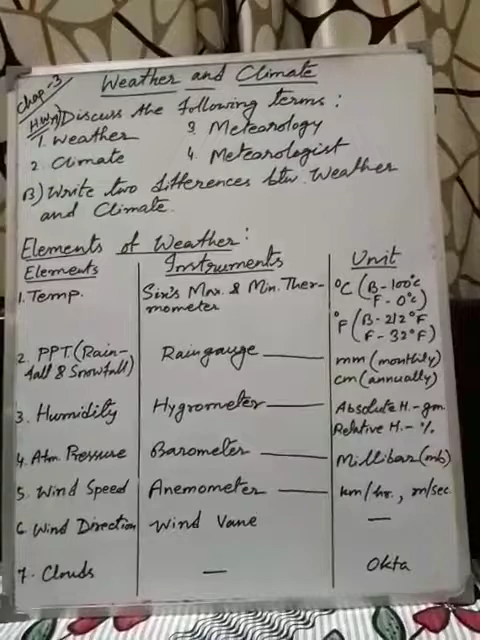 Chap-3
Weather and Climate
H.W. A) Discuss the following terms:
1. Weather 3 Metearology
2. Climate 4. Meteorologist
B) Write two differences btw. Weather
and Climate.
Elements of Weather:
Elements Instruments Unit
1. Temp. Six's Max. & Min. Ther- °C (B-100°c
mometer F-0°c)
°F (B-212°F
F-32°F)
2. PPT. (Rain- Raingauge mm (monthly)
fall & Snowfall) cm (annually)
3. Humidity Hygrometer Absolute H.-gm.
Relative H.-%
4. Atm. Pressure Barometer Millibar (mb)
5. Wind Speed Anemometer km/hr., m/sec.
6. Wind Direction Wind Vane —
7. Clouds — Okta